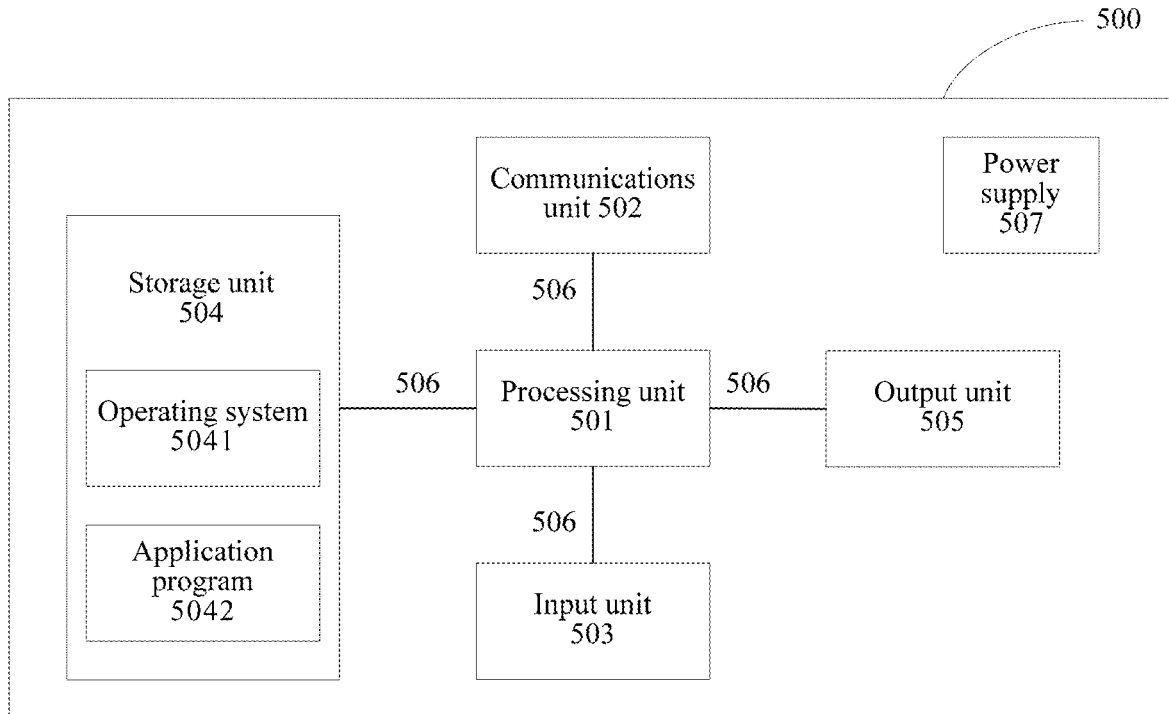 500
Communications
unit 502
Power
supply
507
Storage unit
504
506
Operating system
5041
506
Processing unit
501
506
Output unit
505
Application
program
5042
506
Input unit
503